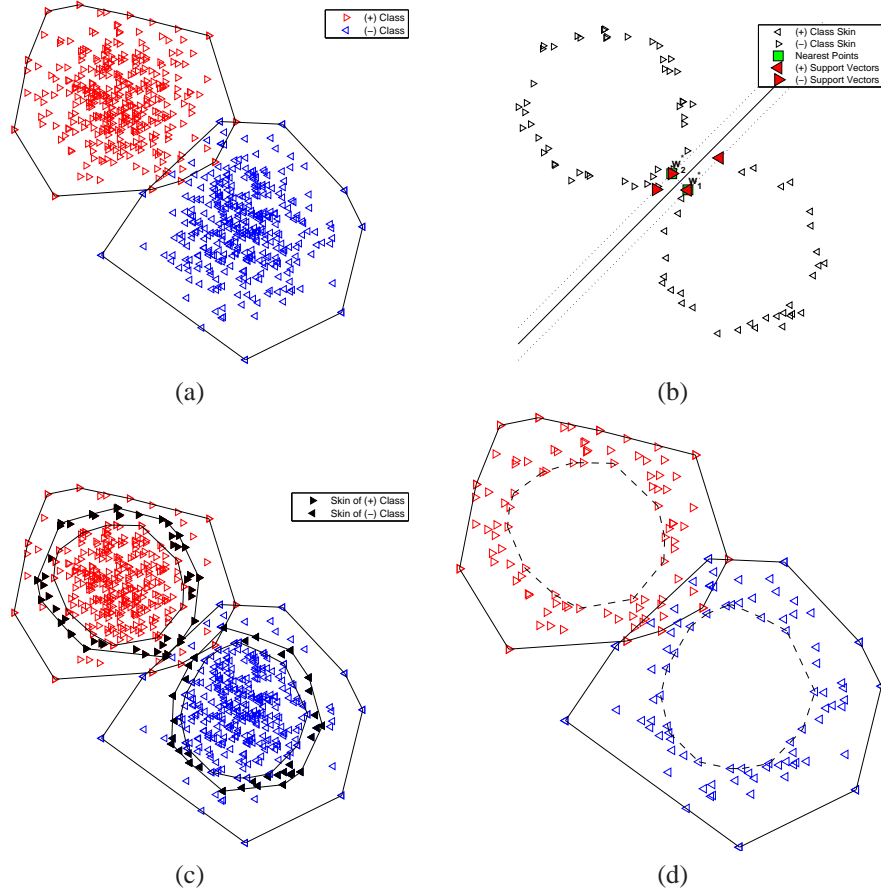 (+) Class
(−) Class
(a)
(+) Class Skin
(−) Class Skin
Nearest Points
(+) Support Vectors
(−) Support Vectors
w*2
w*1
(b)
Skin of (+) Class
Skin of (−) Class
(c)
(d)